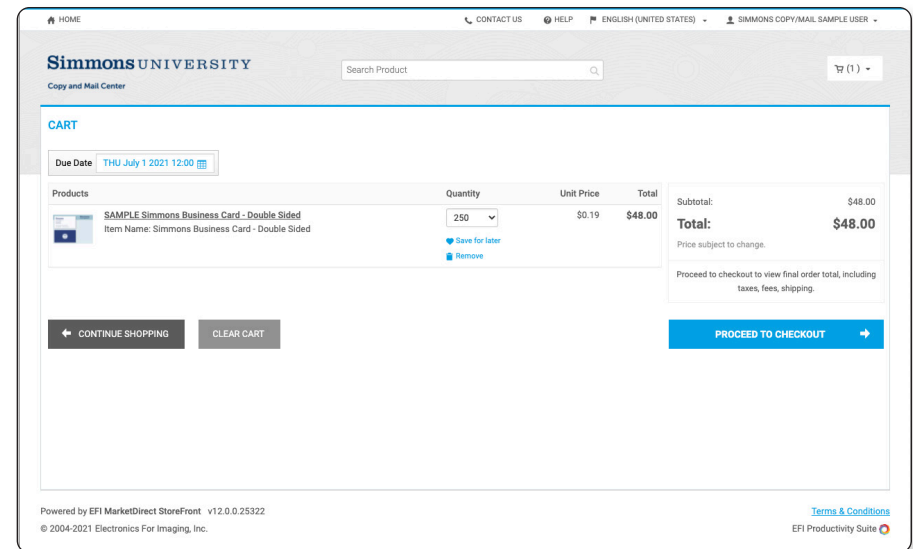 HOME
CONTACT US
HELP
ENGLISH (UNITED STATES)
SIMMONS COPY/MAIL SAMPLE USER
Simmons UNIVERSITY
Copy and Mail Center
Search Product
(1)
CART
Due Date THU July 1 2021 12:00
Products Quantity Unit Price Total
SAMPLE Simmons Business Card - Double Sided
Item Name: Simmons Business Card - Double Sided
250 $0.19 $48.00
Save for later
Remove
Subtotal: $48.00
Total: $48.00
Price subject to change.
Proceed to checkout to view final order total, including
taxes, fees, shipping.
CONTINUE SHOPPING
CLEAR CART
PROCEED TO CHECKOUT
Powered by EFI MarketDirect StoreFront v12.0.0.25322
© 2004-2021 Electronics For Imaging, Inc.
Terms & Conditions
EFI Productivity Suite